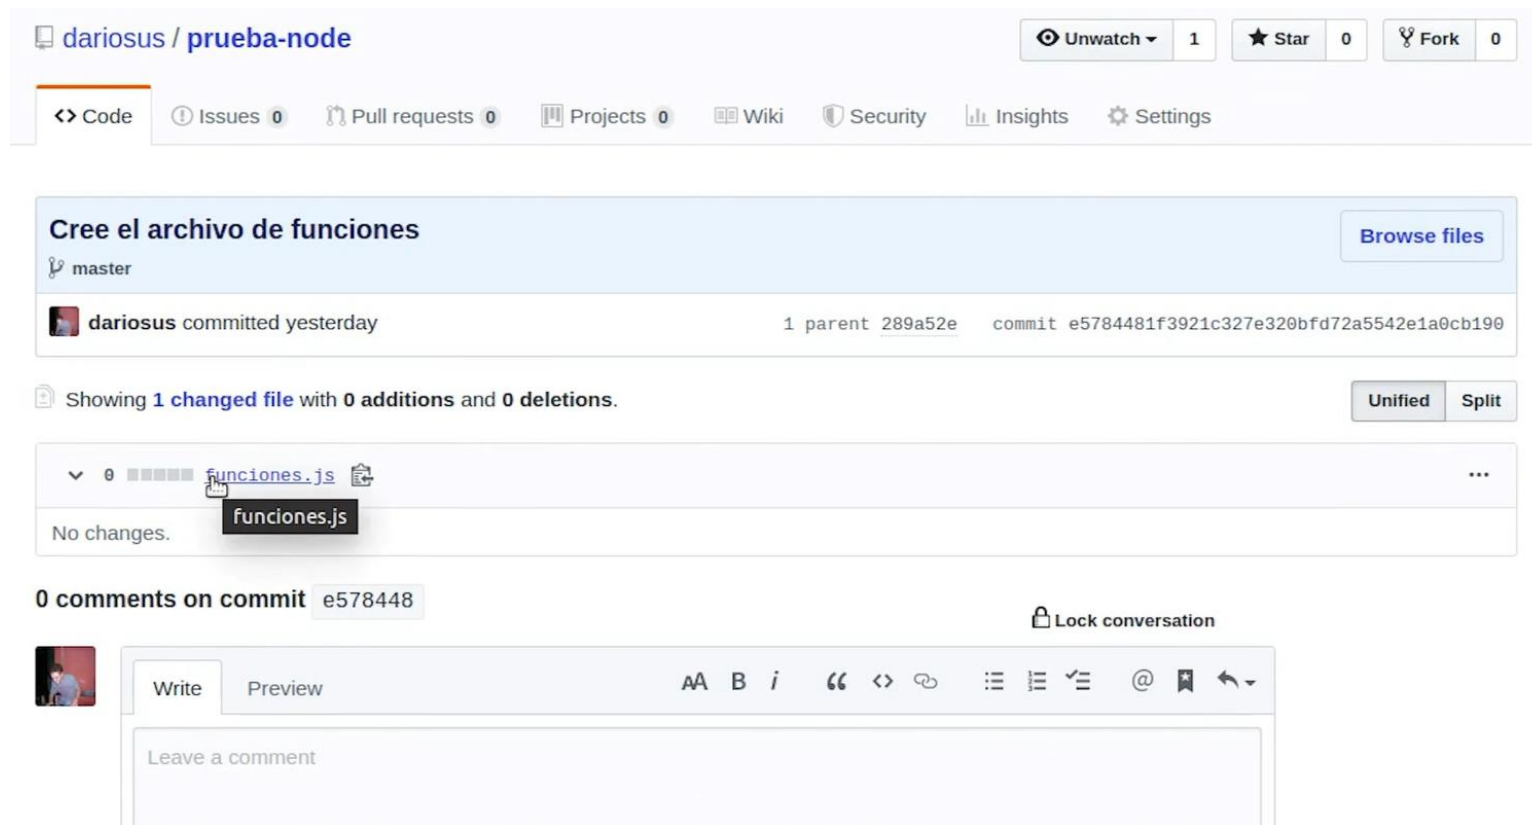 dariosus / prueba-node
Unwatch 1 Star 0 Fork 0
Code Issues 0 Pull requests 0 Projects 0 Wiki Security Insights Settings
Cree el archivo de funciones
Browse files
master
dariosus committed yesterday 1 parent 289a52e commit e5784481f3921c327e320bfd72a5542e1a0cb190
Showing 1 changed file with 0 additions and 0 deletions.
Unified Split
0 funciones.js
funciones.js
No changes.
0 comments on commit e578448
Lock conversation
Write Preview
Leave a comment